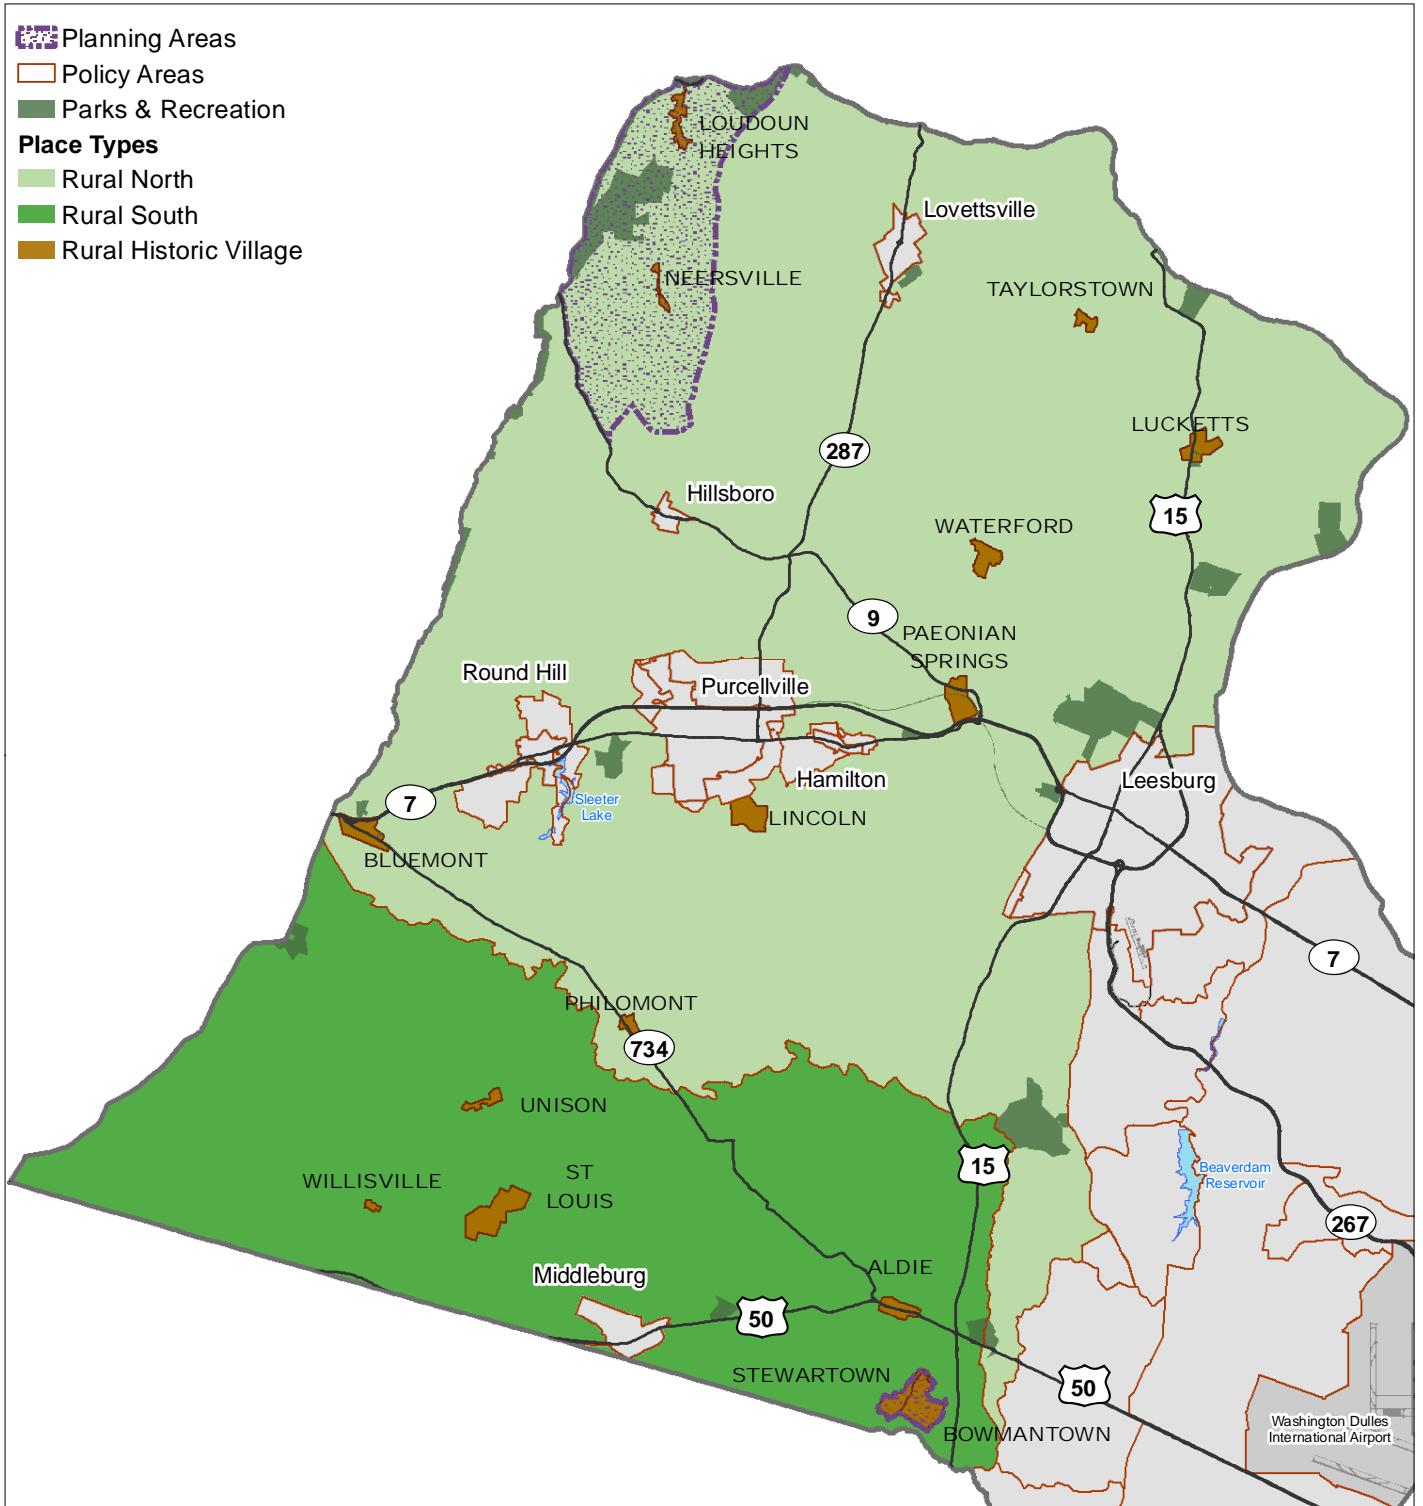 Planning Areas
Policy Areas
Parks & Recreation
Place Types
Rural North
Rural South
Rural Historic Village
LOUDOUN
HEIGHTS
Lovettsville
NEERSVILLE
TAYLORSTOWN
LUCKETTS
287
Hillsboro
15
WATERFORD
9
PAEONIAN
SPRINGS
Round Hill
Purcellville
Hamilton
Leesburg
7
Sleeter
Lake
LINCOLN
BLUEMONT
7
PHILOMONT
734
UNISON
15
Beaverdam
Reservoir
WILLISVILLE
ST
LOUIS
267
ALDIE
Middleburg
50
STEWARTOWN
50
BOWMANTOWN
Washington Dulles
International Airport